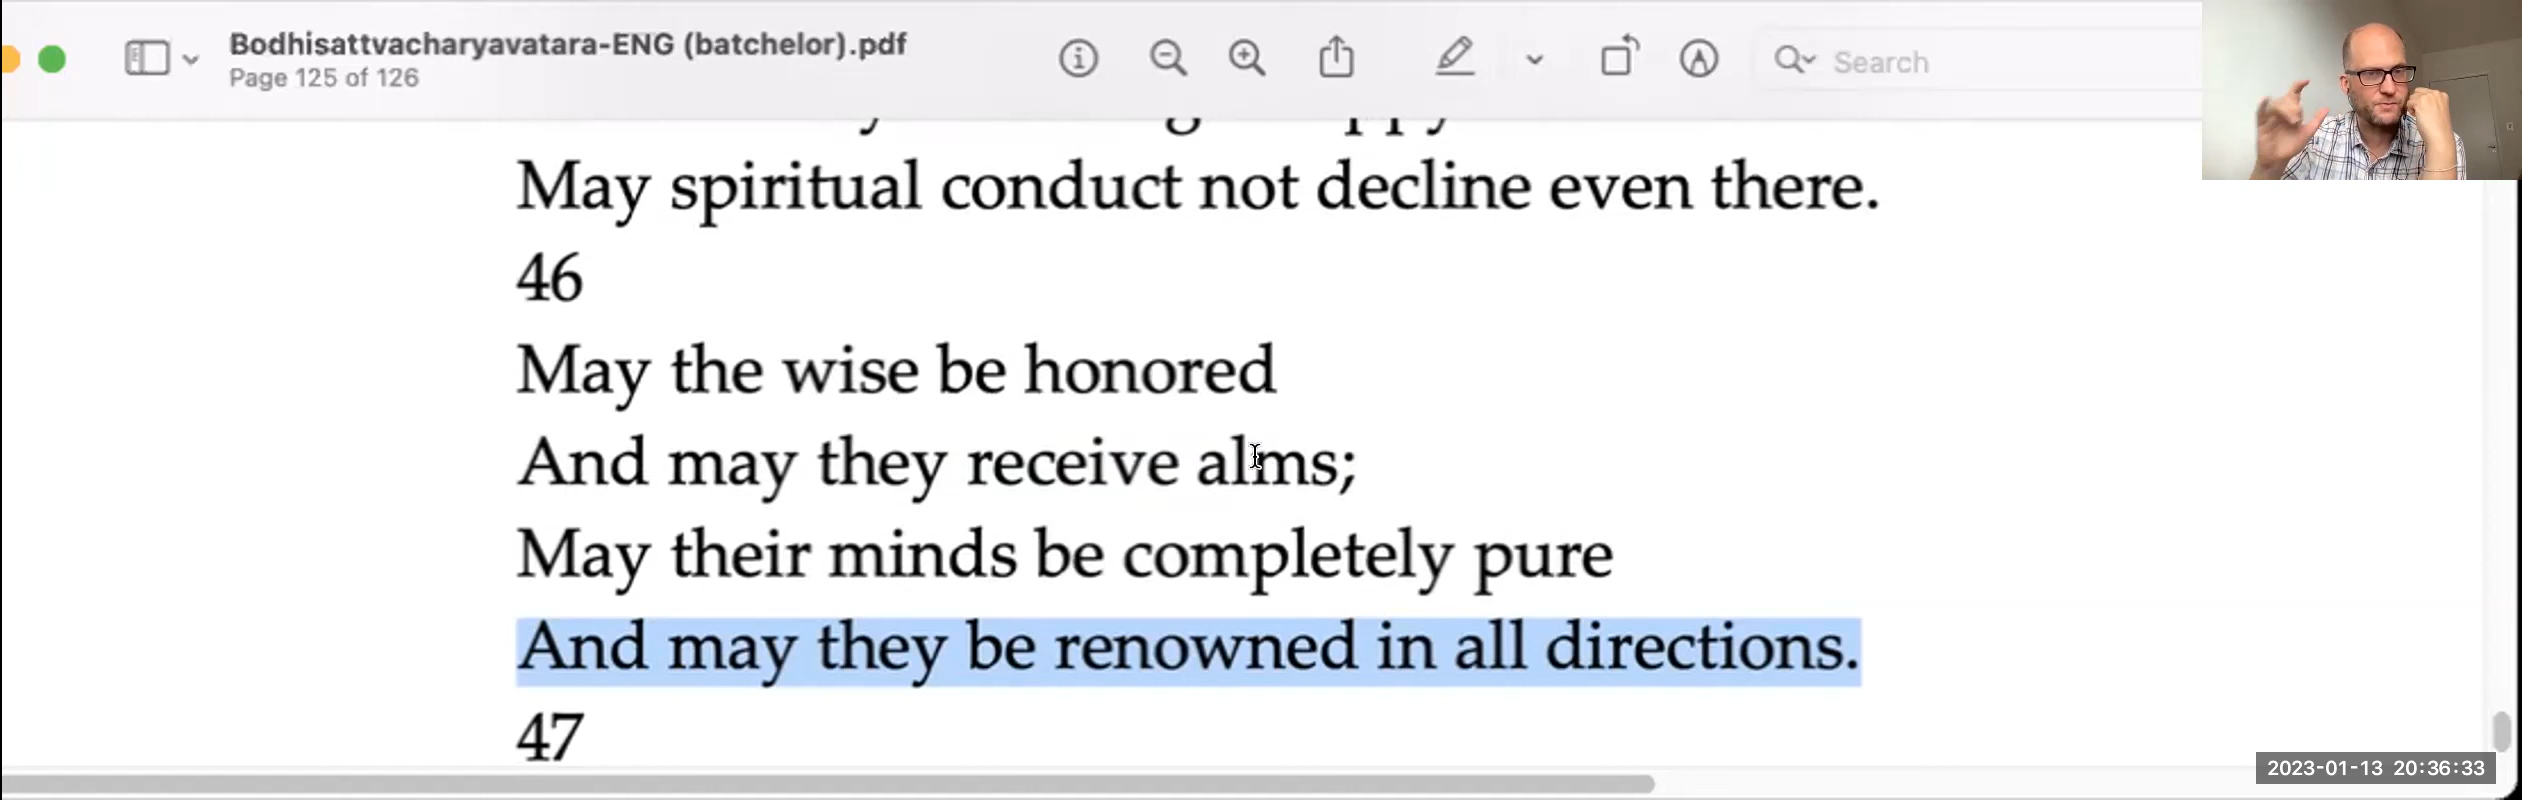 Bodhisattvacharyavatara-ENG (batchelor).pdf
Page 125 of 126
Search
May spiritual conduct not decline even there.
46
May the wise be honored
And may they receive alms;
May their minds be completely pure
And may they be renowned in all directions.
47
2023-01-13 20:36:33